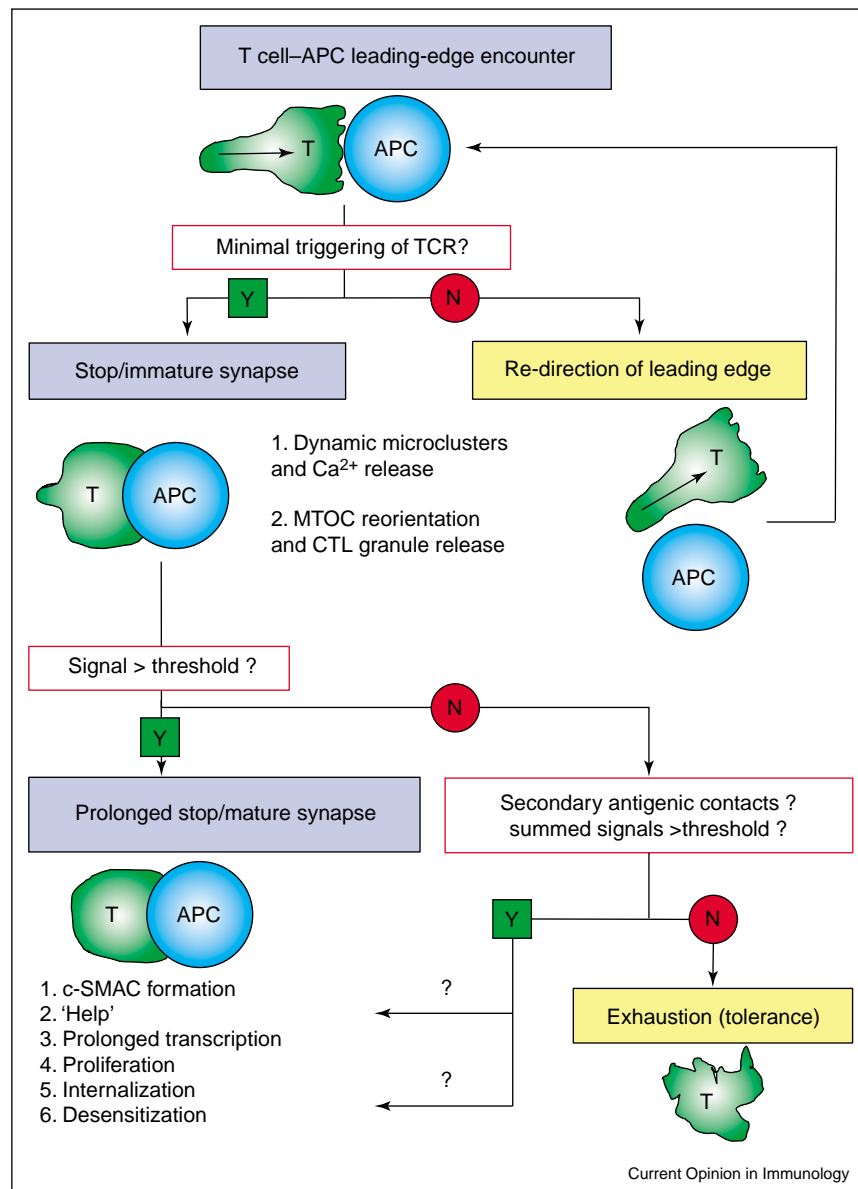 T cell–APC leading-edge encounter
T
APC
Minimal triggering of TCR?
Y
N
Stop/immature synapse
Re-direction of leading edge
T
APC
1. Dynamic microclusters
and Ca²⁺ release
2. MTOC reorientation
and CTL granule release
T
APC
Signal > threshold ?
Y
N
Prolonged stop/mature synapse
Secondary antigenic contacts ?
summed signals >threshold ?
T
APC
Y
N
1. c-SMAC formation
2. ‘Help’
3. Prolonged transcription
4. Proliferation
5. Internalization
6. Desensitization
?
?
Exhaustion (tolerance)
T
Current Opinion in Immunology